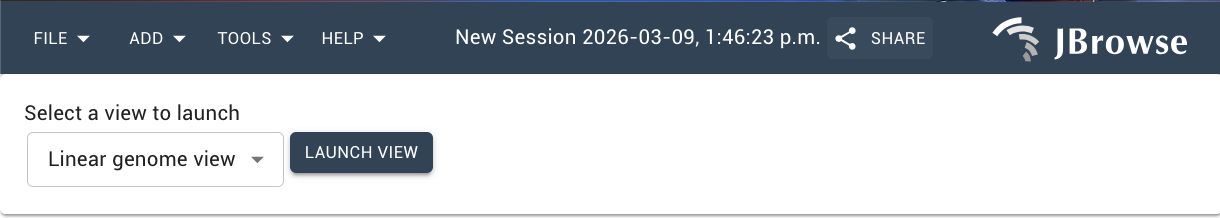 FILE ADD TOOLS HELP New Session 2026-03-09, 1:46:23 p.m. SHARE JBrowse
Select a view to launch
Linear genome view LAUNCH VIEW